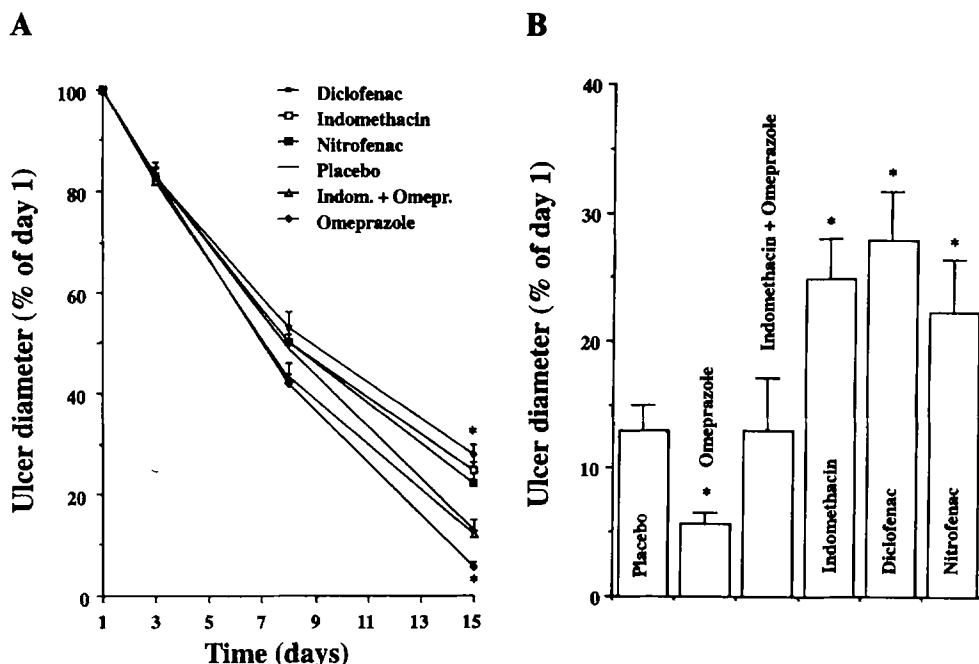 A
Ulcer diameter (% of day 1)
100
80
60
40
20
0
1
3
5
7
9
11
13
15
Time (days)
Diclofenac
Indomethacin
Nitrofenac
Placebo
Indom. + Omepr.
Omeprazole
*
*
B
Ulcer diameter (% of day 1)
40
30
20
10
0
Placebo
Omeprazole
*
Indomethacin + Omeprazole
Indomethacin
*
Diclofenac
*
Nitrofenac
*